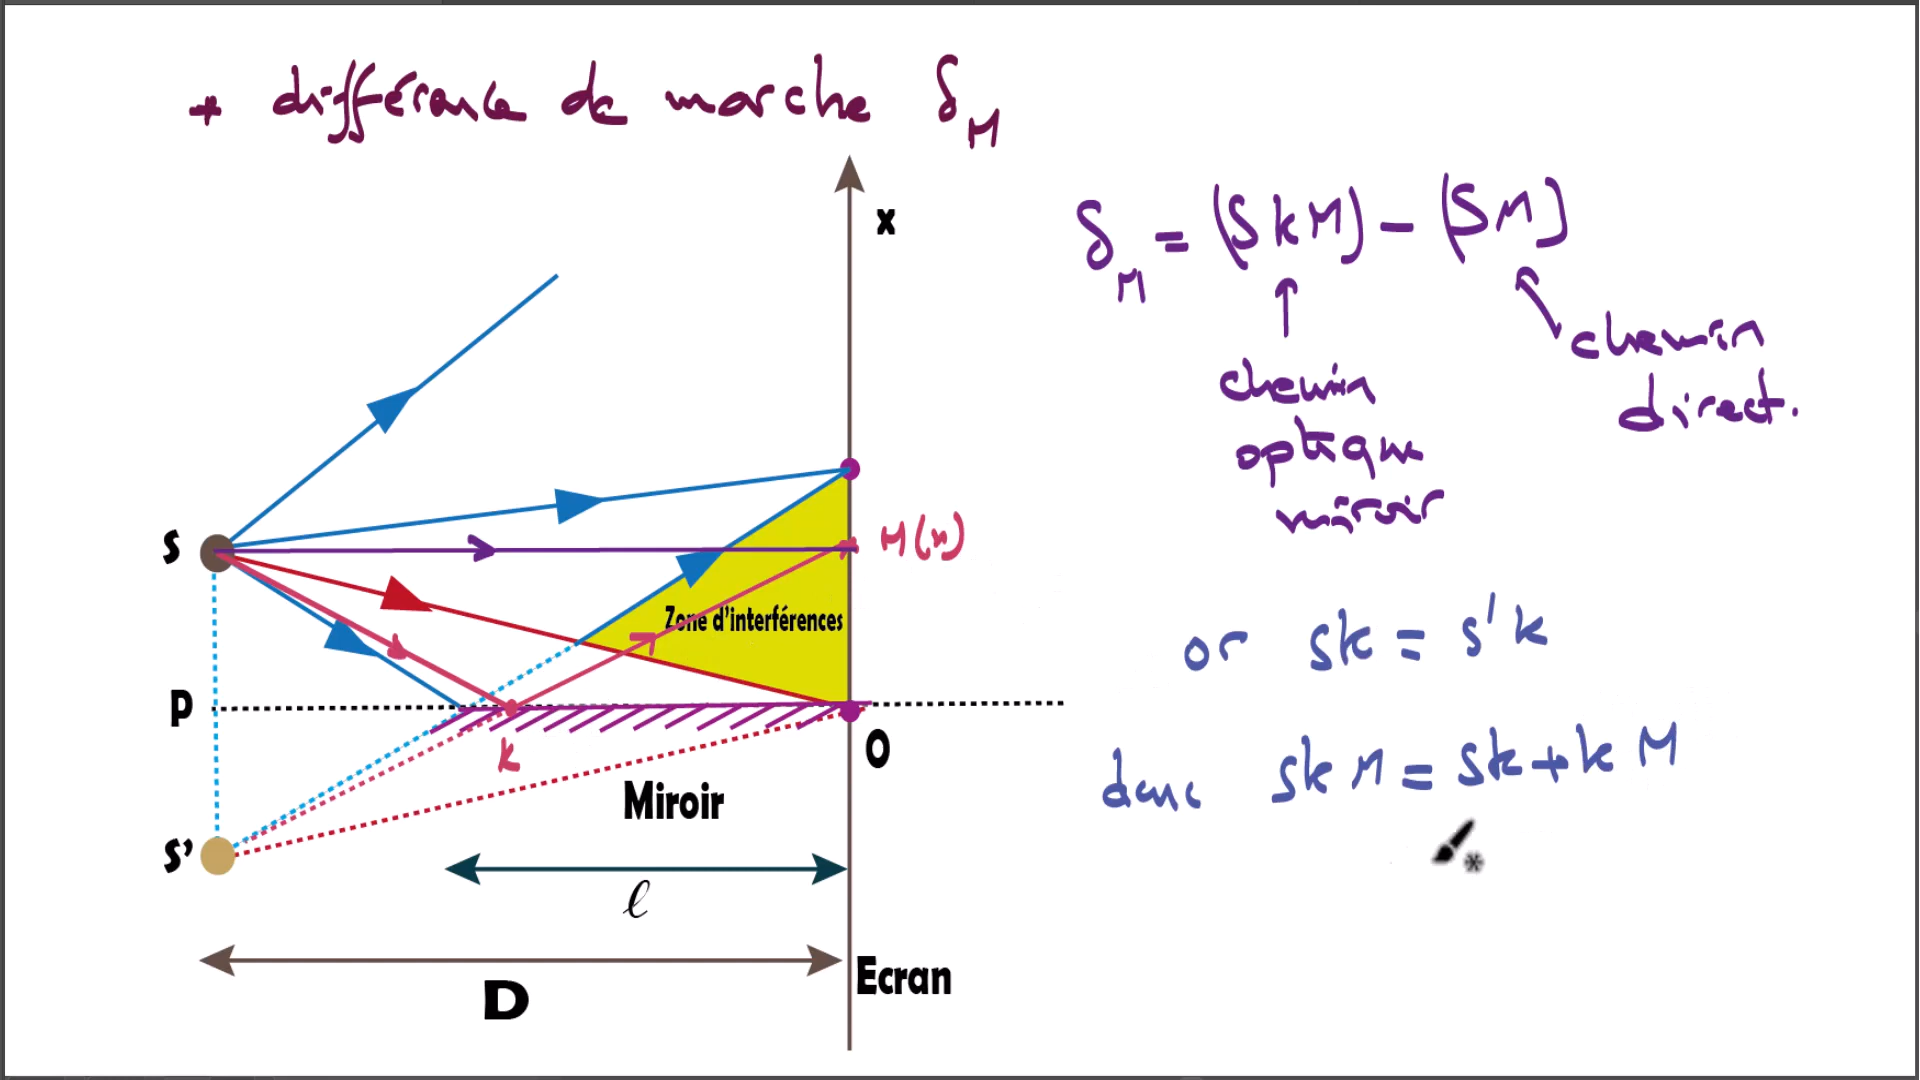 * différence de marche δM
x
δM = (SkM) - (SM)
chemin optique miroir
chemin direct.
S
M(x)
Zone d'interférences
or Sk = S'k
P
k
O
donc SkM = Sk + kM
Miroir
S'
ℓ
D
Ecran